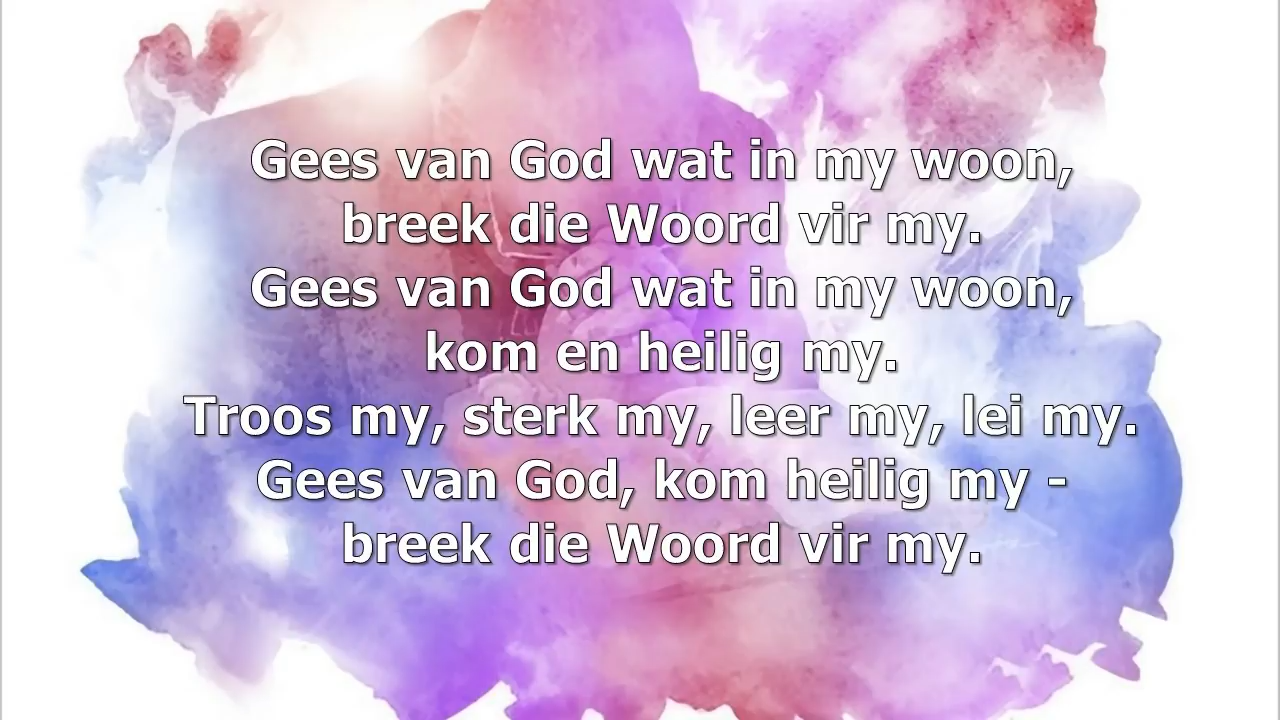 Gees van God wat in my woon,
breek die Woord vir my.
Gees van God wat in my woon,
kom en heilig my.
Troos my, sterk my, leer my, lei my.
Gees van God, kom heilig my -
breek die Woord vir my.